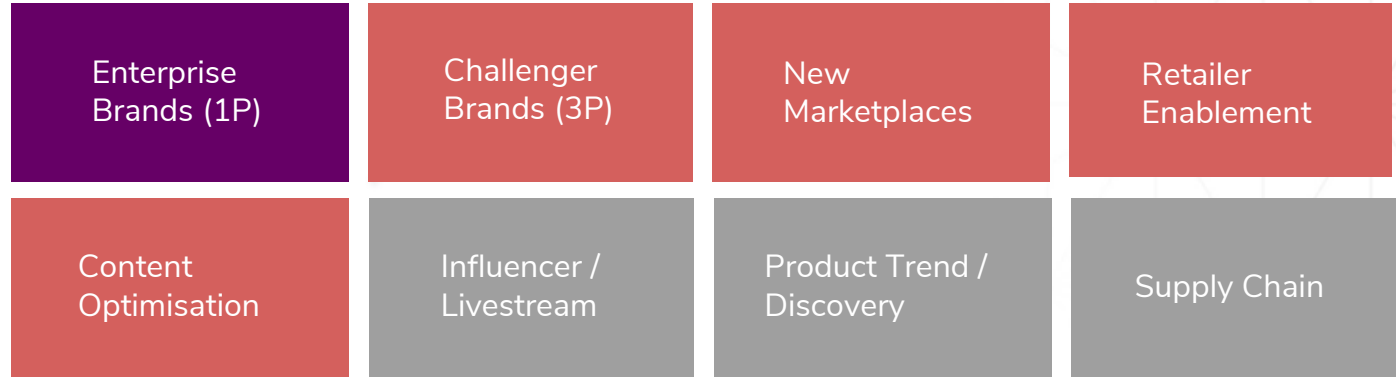 Enterprise
Brands (1P)
Challenger
Brands (3P)
New
Marketplaces
Retailer
Enablement
Content
Optimisation
Influencer /
Livestream
Product Trend /
Discovery
Supply Chain